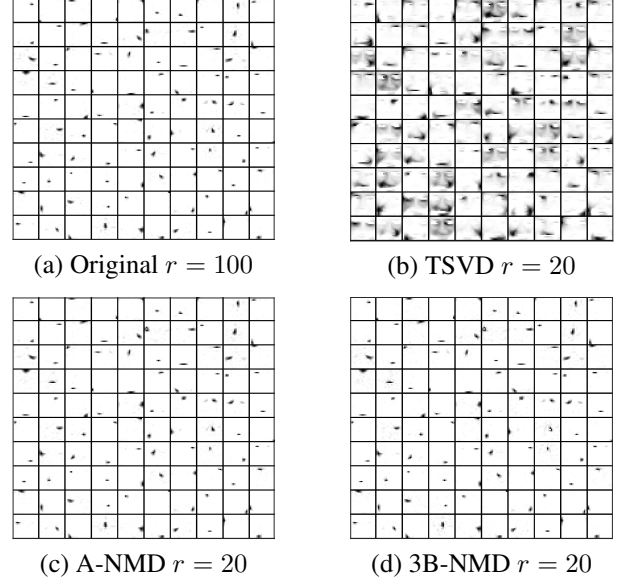 (a) Original r = 100
(b) TSVD r = 20
(c) A-NMD r = 20
(d) 3B-NMD r = 20